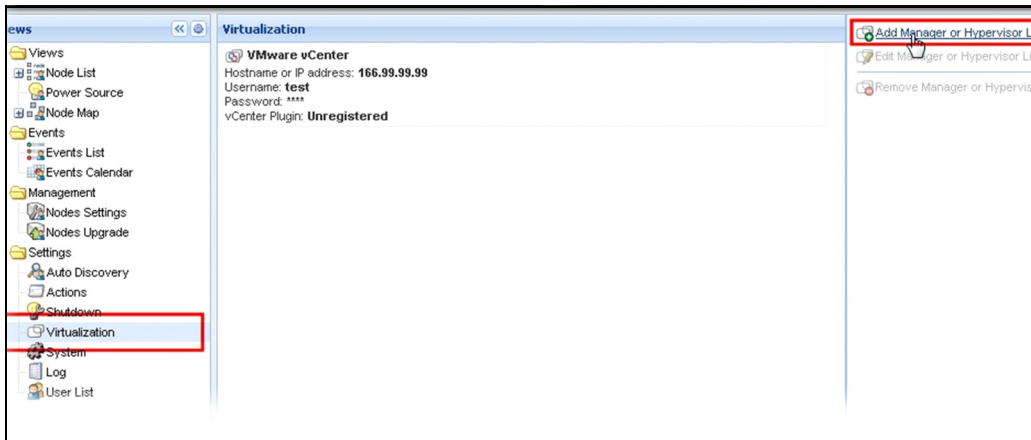 ews
Views
Node List
Power Source
Node Map
Events
Events List
Events Calendar
Management
Nodes Settings
Nodes Upgrade
Settings
Auto Discovery
Actions
Shutdown
Virtualization
System
Log
User List
Virtualization
VMware vCenter
Hostname or IP address: 166.99.99.99
Username: test
Password: ****
vCenter Plugin: Unregistered
Add Manager or Hypervisor L
Edit Manager or Hypervisor Li
Remove Manager or Hypervis